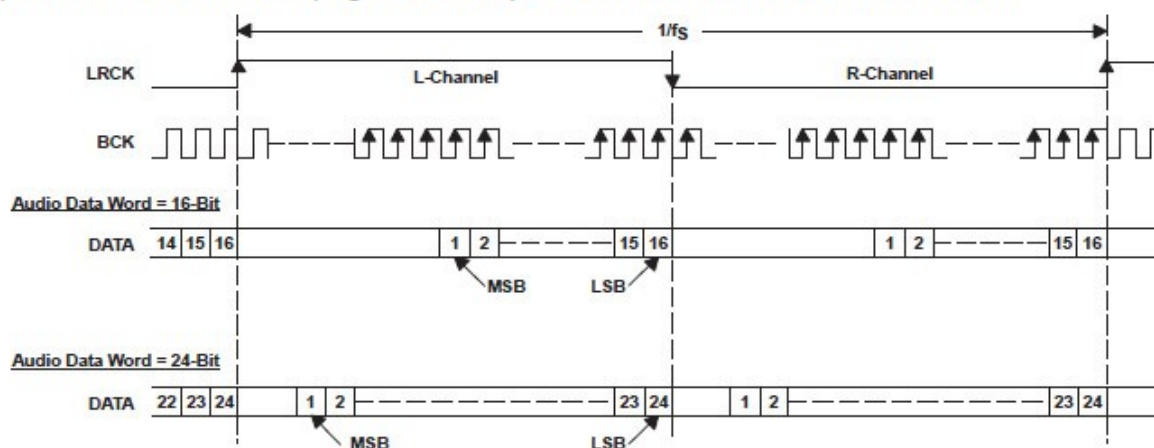 1/fS
LRCK L-Channel R-Channel
BCK
Audio Data Word = 16-Bit
DATA 14 15 16 1 2 15 16 1 2 15 16
MSB LSB
Audio Data Word = 24-Bit
DATA 22 23 24 1 2 23 24 1 2 23 24
MSB LSB